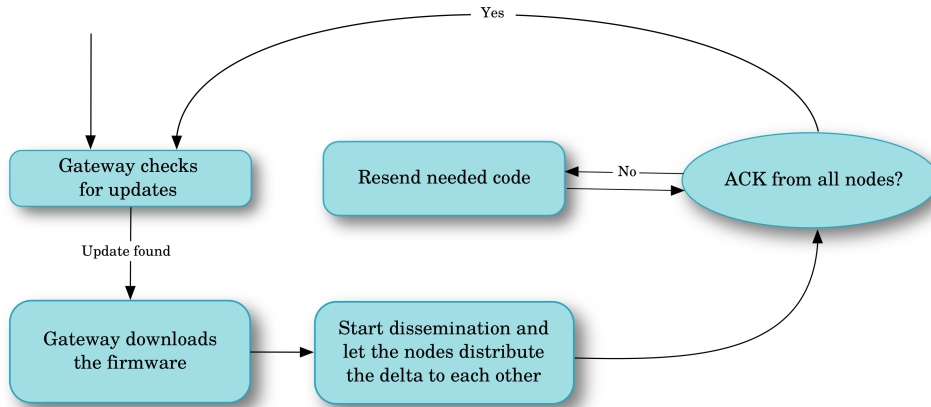 Yes
Gateway checks
for updates
Resend needed code
No
ACK from all nodes?
Update found
Gateway downloads
the firmware
Start dissemination and
let the nodes distribute
the delta to each other